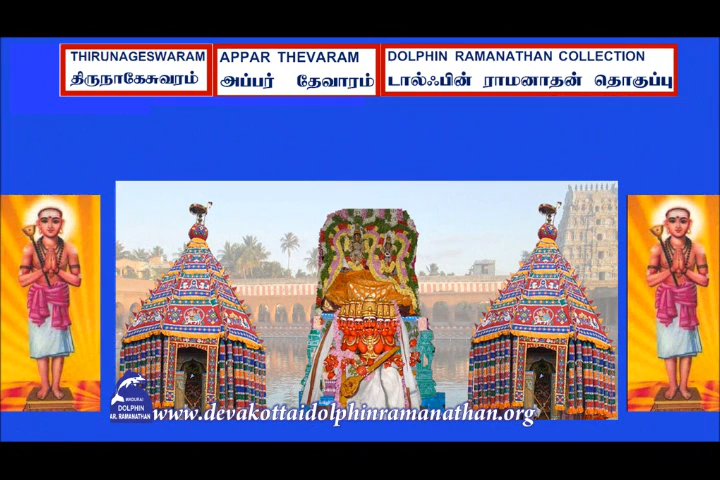 THIRUNAGESWARAM
திருநாகேசுவரம்
APPAR THEVARAM
அப்பர் தேவாரம்
DOLPHIN RAMANATHAN COLLECTION
டால்ஃபின் ராமனாதன் தொகுப்பு
MADURAI
DOLPHIN
AR. RAMANATHAN
www.devakottaidolphinramanathan.org